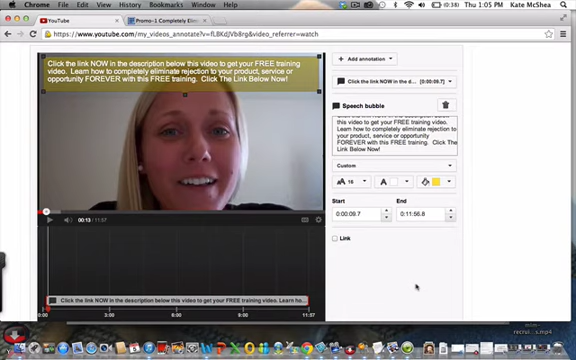 Chrome File Edit View History Bookmarks Window Help
(0:38) Thu 1:05 PM Kate McShea
YouTube
Promo-1 Completely Elim
https://www.youtube.com/my_videos_annotate?v=fLBKdJVb8rg&video_referrer=watch
Click the link NOW in the description below this video to get your FREE training
video. Learn how to completely eliminate rejection to your product, service or
opportunity FOREVER with this FREE training. Click The Link Below Now!
+ Add annotation
Click the link NOW in the d... [0:00:09.7]
Speech bubble
this video to get your FREE training video.
Learn how to completely eliminate rejection to
your product, service or opportunity
FOREVER with this FREE training. Click The
Link Below Now!
Custom
AA 16
A
Start End
0:00:09.7 0:11:56.8
Link
00:13 / 11:57
Click the link NOW in the description below this video to get your FREE training video. Learn ho...
0:00 3:00 6:00 9:00 11:57